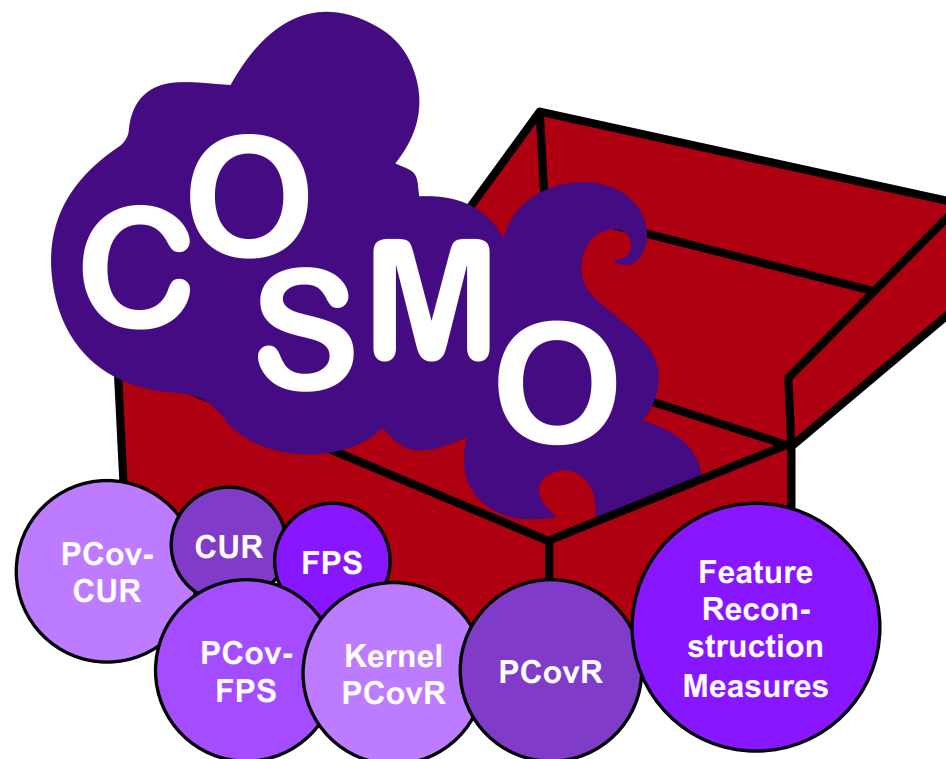 COSMO
PCov-
CUR
CUR
FPS
PCov-
FPS
Kernel
PCovR
PCovR
Feature
Recon-
struction
Measures